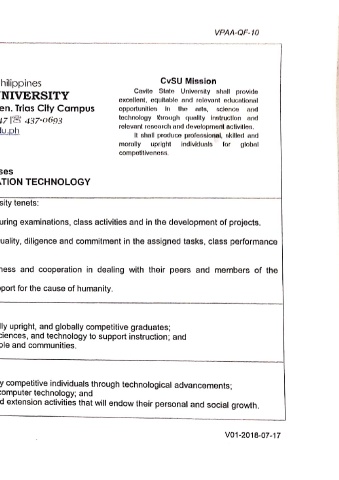 VPAA-QF-10
hilippines
NIVERSITY
en. Trias City Campus
47 | ☏ 437-0693
du.ph
CvSU Mission
Cavite State University shall provide
excellent, equitable and relevant educational
opportunities in the arts, science and
technology through quality instruction and
relevant research and development activities.
It shall produce professional, skilled and
morally upright individuals for global
competitiveness.
ses
TION TECHNOLOGY
sity tenets:
uring examinations, class activities and in the development of projects.
uality, diligence and commitment in the assigned tasks, class performance
ness and cooperation in dealing with their peers and members of the
port for the cause of humanity.
lly upright, and globally competitive graduates;
ciences, and technology to support instruction; and
ple and communities.
y competitive individuals through technological advancements;
computer technology; and
d extension activities that will endow their personal and social growth.
V01-2018-07-17